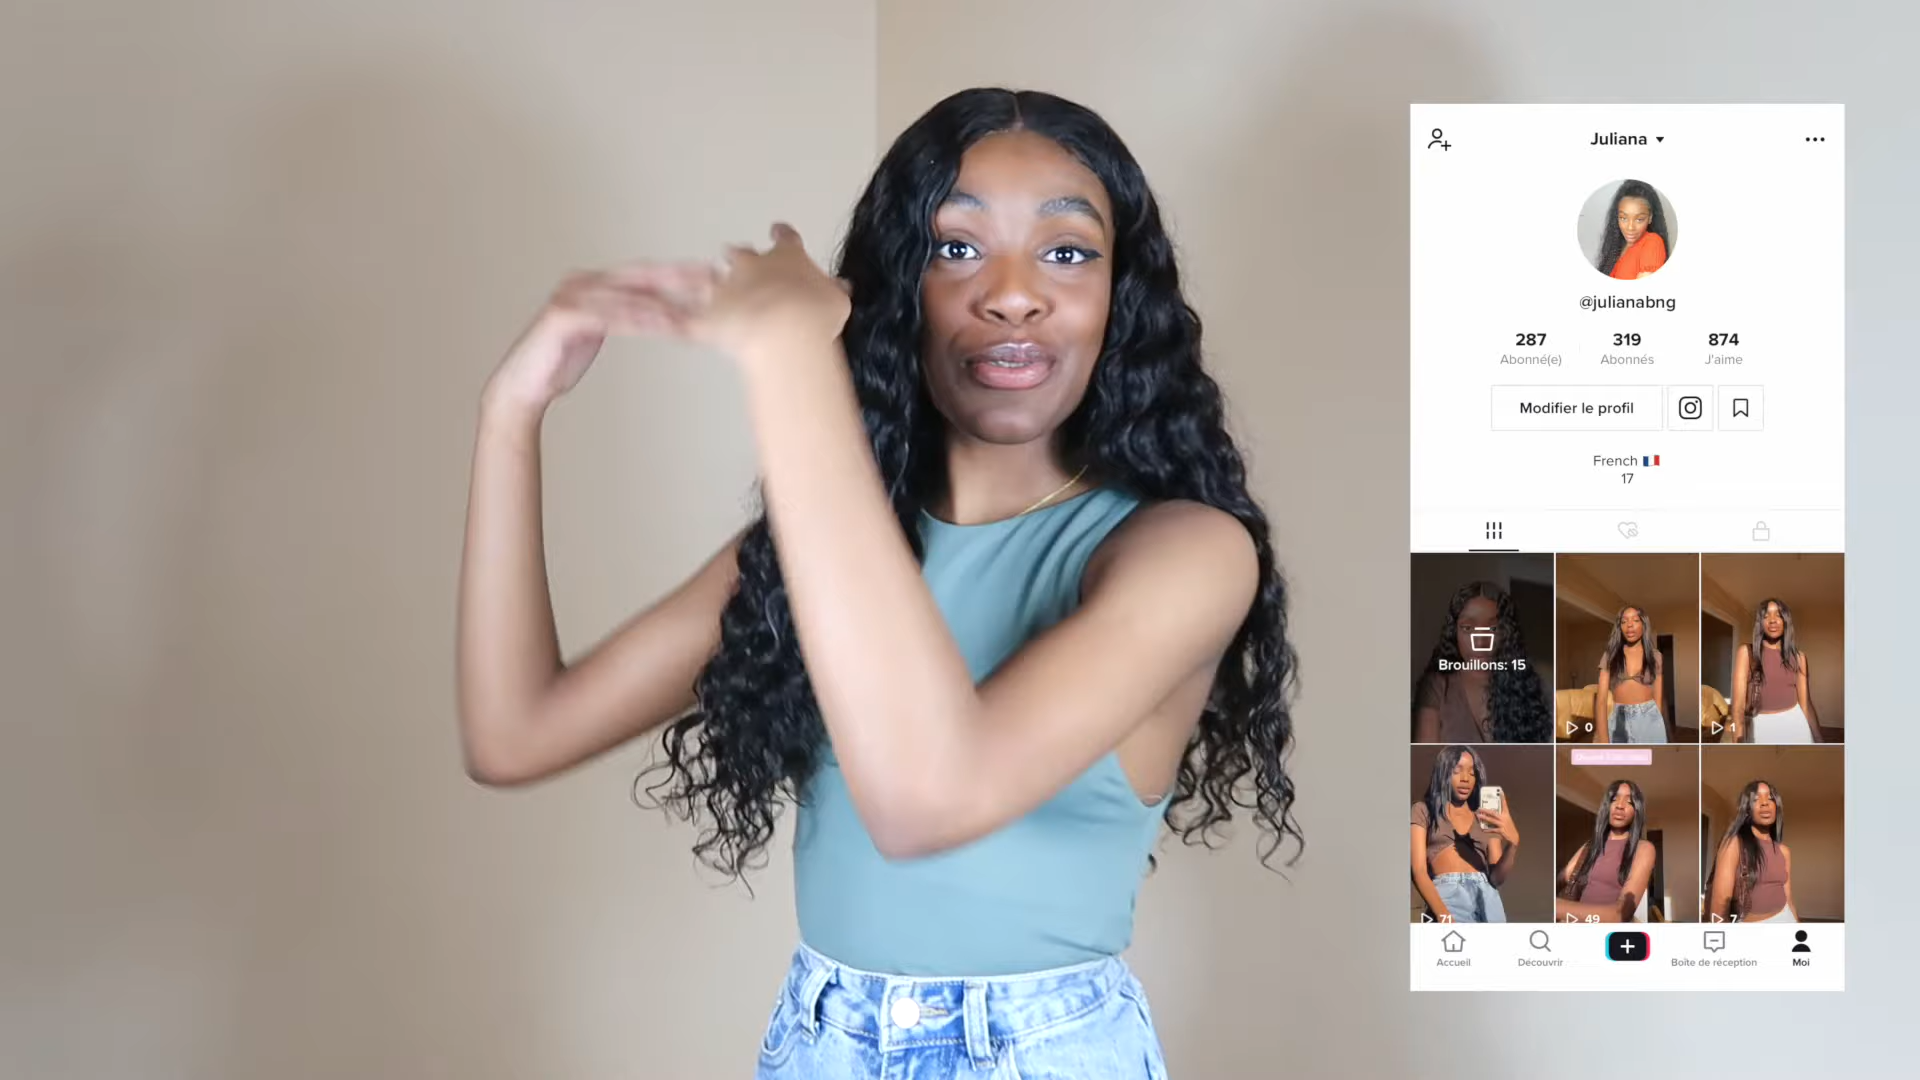 Juliana
@julianabng
287 319 874
Abonné(e) Abonnés J'aime
Modifier le profil
French
17
Brouillons: 15
0
1
71
49
7
Accueil Découvrir Boîte de réception Moi